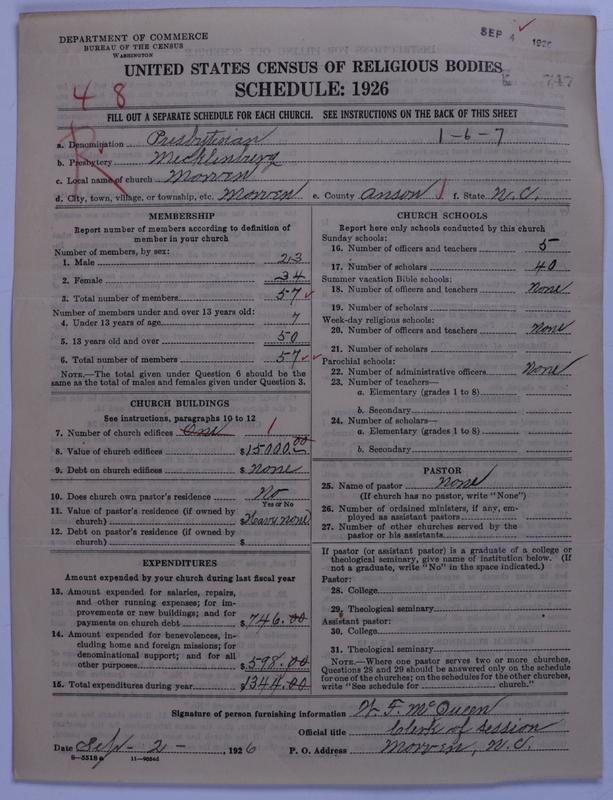 DEPARTMENT OF COMMERCE
BUREAU OF THE CENSUS
WASHINGTON
SEP 4 1926
UNITED STATES CENSUS OF RELIGIOUS BODIES
SCHEDULE: 1926
4 8
747
FILL OUT A SEPARATE SCHEDULE FOR EACH CHURCH. SEE INSTRUCTIONS ON THE BACK OF THIS SHEET
a. Denomination Presbyterian 1-6-7
b. Presbytery Mecklenburg
c. Local name of church Morven
d. City, town, village, or township, etc. Morven e. County Anson f. State N.C.
MEMBERSHIP
Report number of members according to definition of member in your church
Number of members, by sex:
1. Male 23
2. Female 34
3. Total number of members 57
Number of members under and over 13 years old:
4. Under 13 years of age 7
5. 13 years old and over 50
6. Total number of members 57
NOTE.—The total given under Question 6 should be the same as the total of males and females given under Question 3.
CHURCH BUILDINGS
See instructions, paragraphs 10 to 12
7. Number of church edifices One 1
8. Value of church edifices $15000.00
9. Debt on church edifices $none
10. Does church own pastor's residence No
Yes or No
11. Value of pastor's residence (if owned by church) $Have none
12. Debt on pastor's residence (if owned by church) $
EXPENDITURES
Amount expended by your church during last fiscal year
13. Amount expended for salaries, repairs, and other running expenses; for improvements or new buildings; and for payments on church debt $746.00
14. Amount expended for benevolences, including home and foreign missions; for denominational support; and for all other purposes $598.00
15. Total expenditures during year $1344.00
CHURCH SCHOOLS
Report here only schools conducted by this church
Sunday schools:
16. Number of officers and teachers 5
17. Number of scholars 40
Summer vacation Bible schools:
18. Number of officers and teachers none
19. Number of scholars
Week-day religious schools:
20. Number of officers and teachers none
21. Number of scholars
Parochial schools:
22. Number of administrative officers None
23. Number of teachers—
a. Elementary (grades 1 to 8)
b. Secondary
24. Number of scholars—
a. Elementary (grades 1 to 8)
b. Secondary
PASTOR
25. Name of pastor none
(If church has no pastor, write "None")
26. Number of ordained ministers, if any, employed as assistant pastors
27. Number of other churches served by the pastor or his assistants
If pastor (or assistant pastor) is a graduate of a college or theological seminary, give name of institution below. (If not a graduate, write "No" in the space indicated.)
Pastor:
28. College
29. Theological seminary
Assistant pastor:
30. College
31. Theological seminary
NOTE.—Where one pastor serves two or more churches, Questions 28 and 29 should be answered only on the schedule for one of the churches; on the schedules for the other churches, write "See schedule for church."
Signature of person furnishing information W. F. McQueen
Official title Clerk of Session
Date Sep - 2 - , 1926 P. O. Address Morven, N.C.
8-5518a 11-9056d